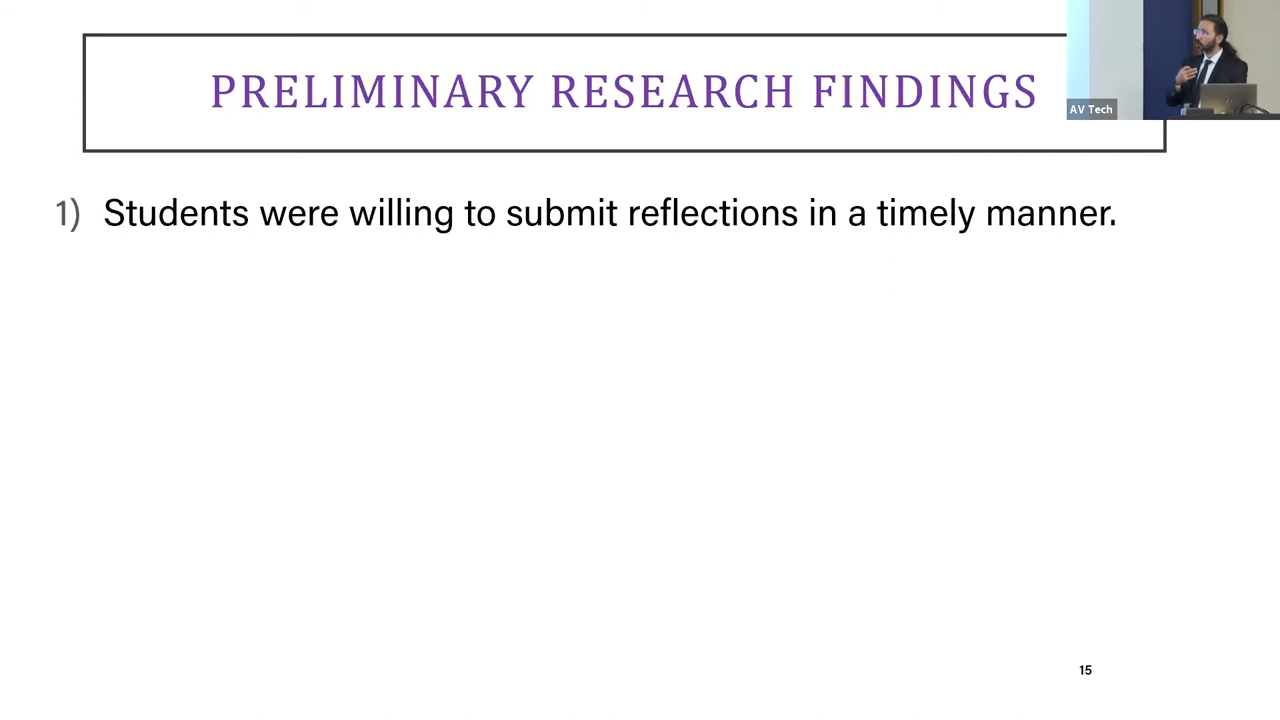 PRELIMINARY RESEARCH FINDINGS
AV Tech
1) Students were willing to submit reflections in a timely manner.
15